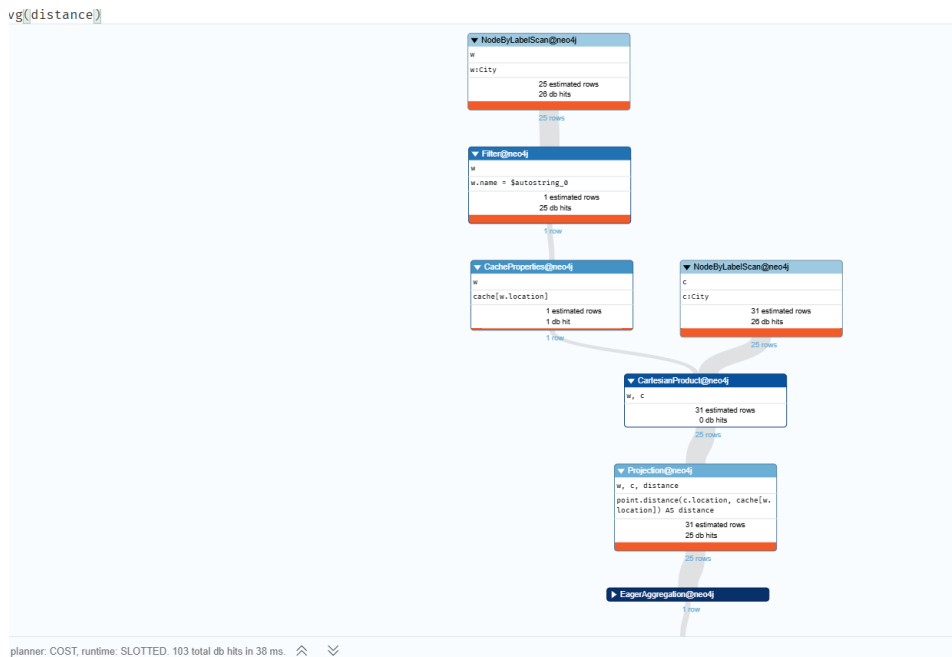 vg(distance)
NodeByLabelScan@neo4j
w
w:City
25 estimated rows
26 db hits
25 rows
Filter@neo4j
w
w.name = $autostring_0
1 estimated rows
25 db hits
1 row
CacheProperties@neo4j
w
cache[w.location]
1 estimated rows
1 db hit
1 row
NodeByLabelScan@neo4j
c
c:City
31 estimated rows
26 db hits
25 rows
CartesianProduct@neo4j
w, c
31 estimated rows
0 db hits
25 rows
Projection@neo4j
w, c, distance
point.distance(c.location, cache[w.
location]) AS distance
31 estimated rows
25 db hits
25 rows
EagerAggregation@neo4j
1 row
planner: COST, runtime: SLOTTED. 103 total db hits in 38 ms.